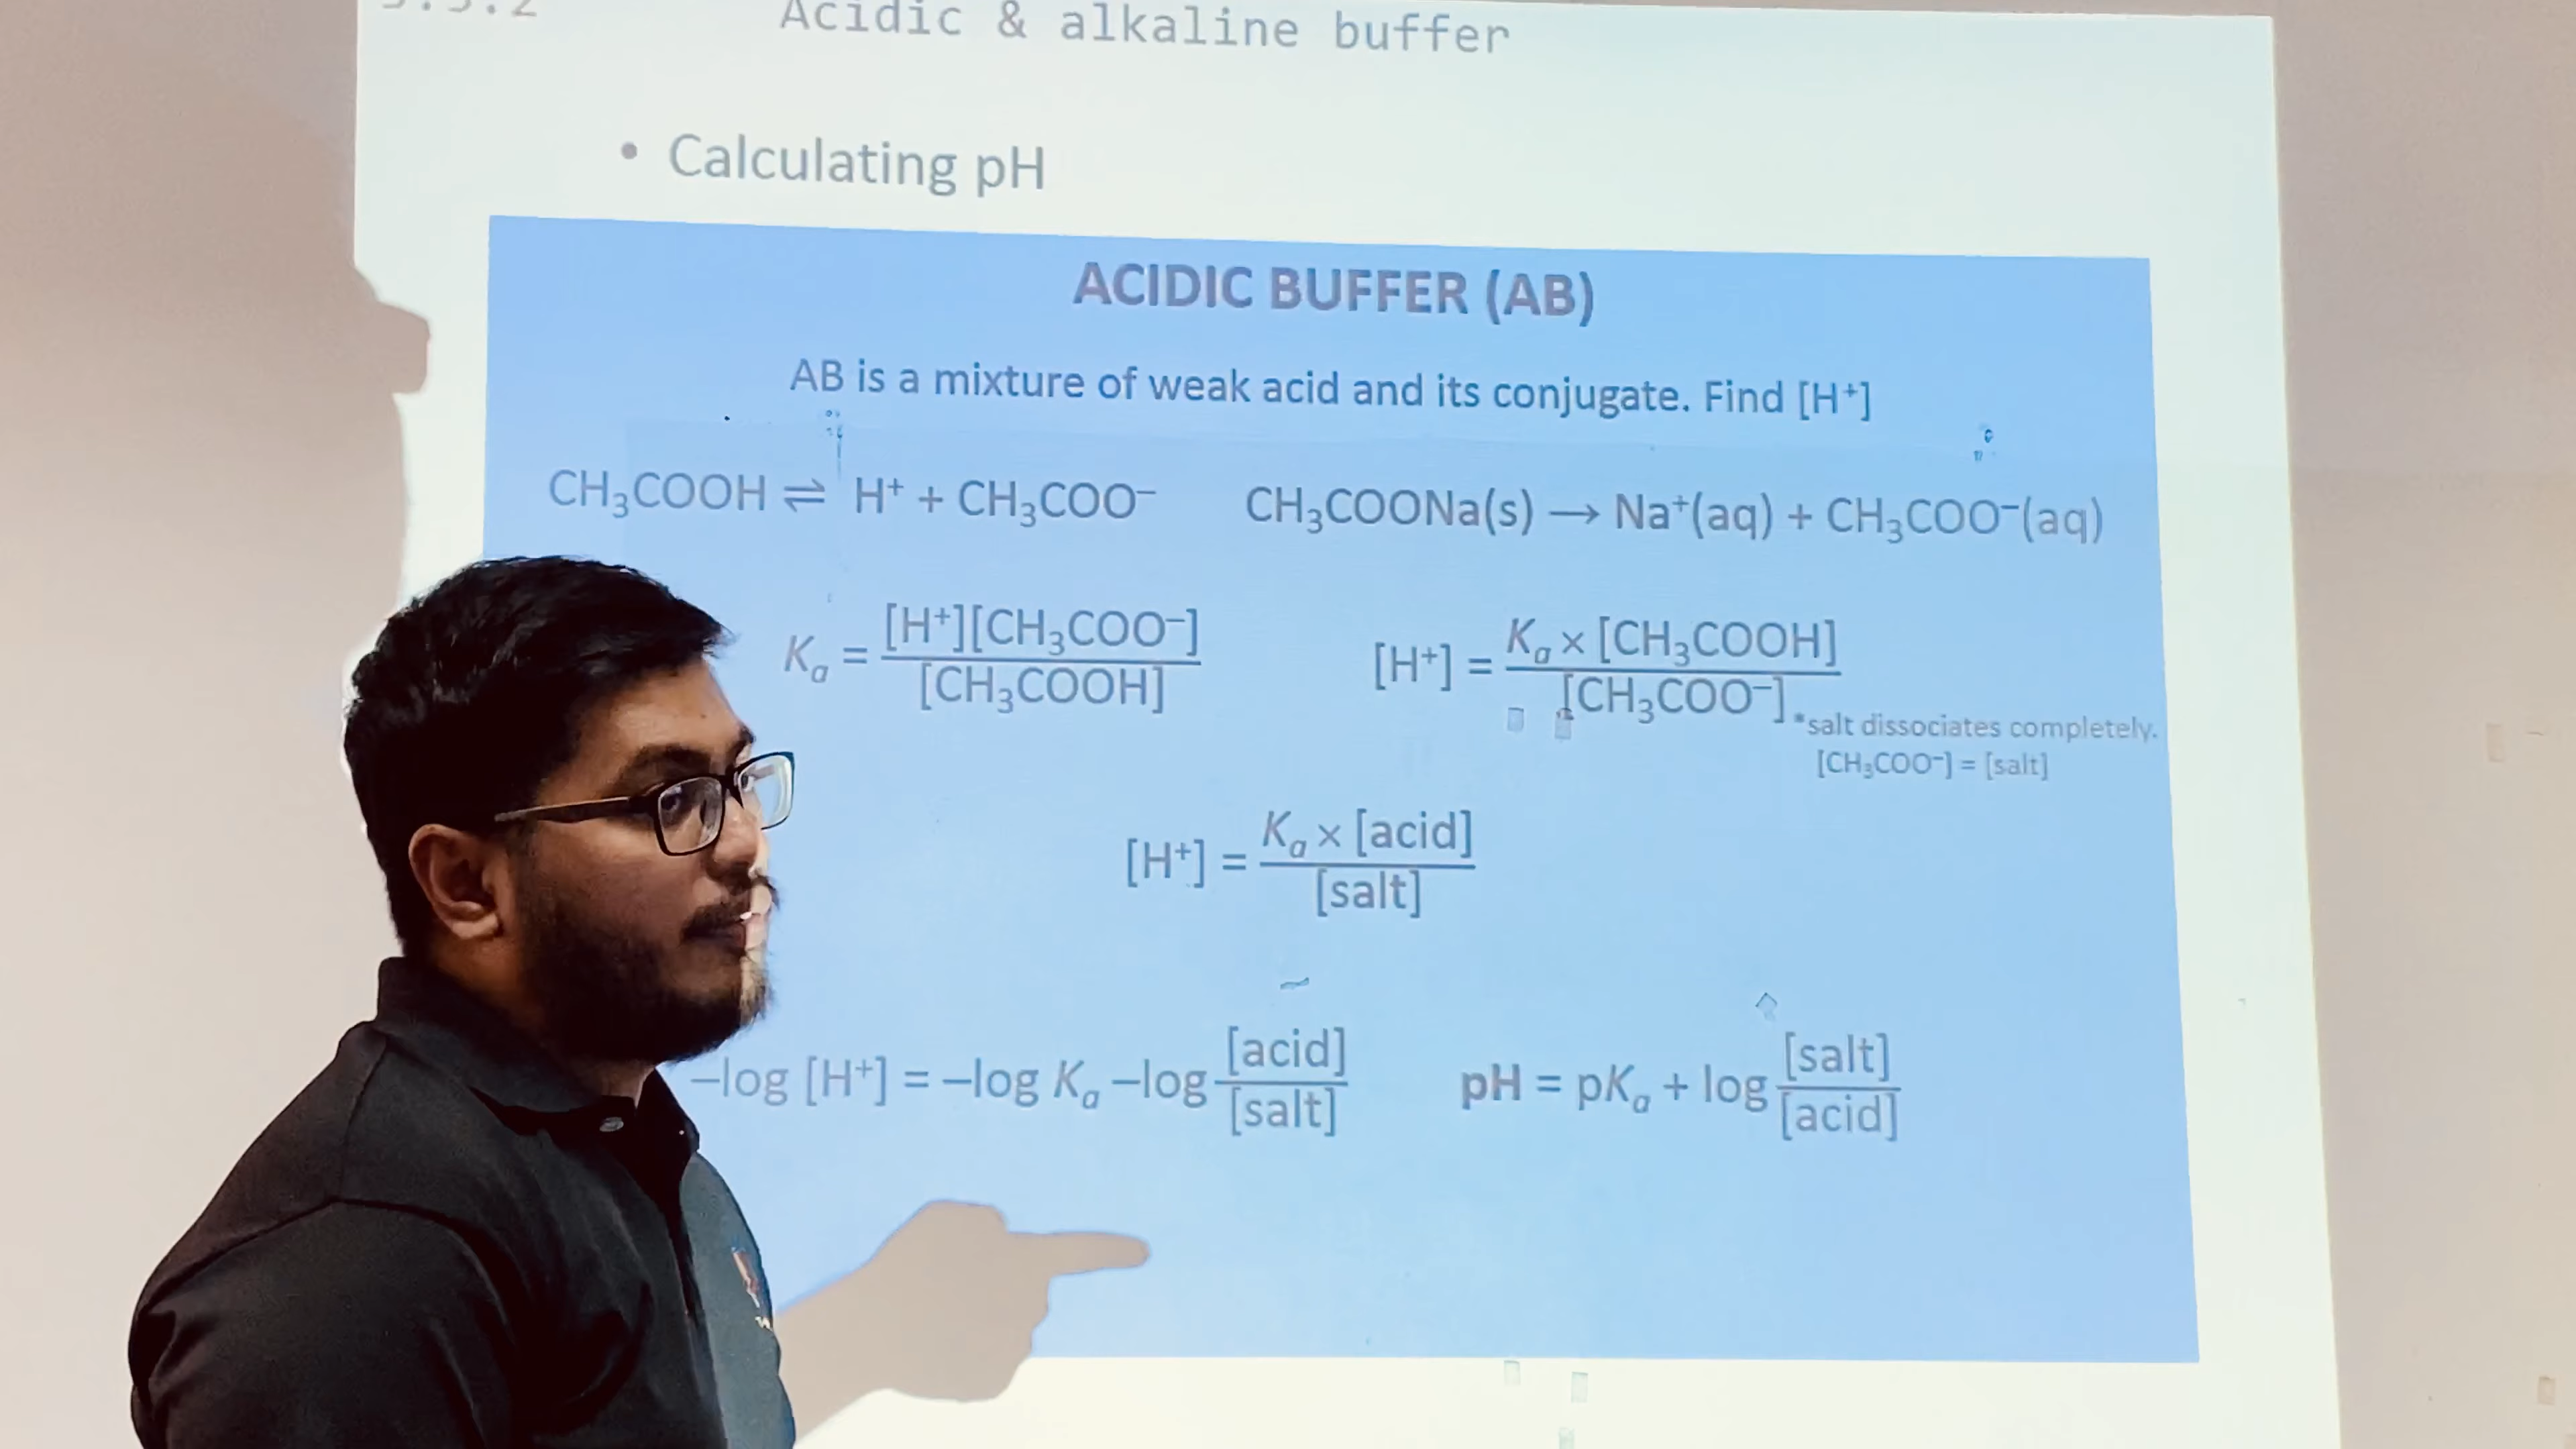 Acidic & alkaline buffer
• Calculating pH
ACIDIC BUFFER (AB)
AB is a mixture of weak acid and its conjugate. Find [H⁺]
CH₃COOH ⇌ H⁺ + CH₃COO⁻ CH₃COONa(s) → Na⁺(aq) + CH₃COO⁻(aq)
Kₐ = [H⁺][CH₃COO⁻] / [CH₃COOH] [H⁺] = Kₐ × [CH₃COOH] / [CH₃COO⁻]
*salt dissociates completely.
[CH₃COO⁻] = [salt]
[H⁺] = Kₐ × [acid] / [salt]
–log [H⁺] = –log Kₐ –log [acid] / [salt] pH = pKₐ + log [salt] / [acid]